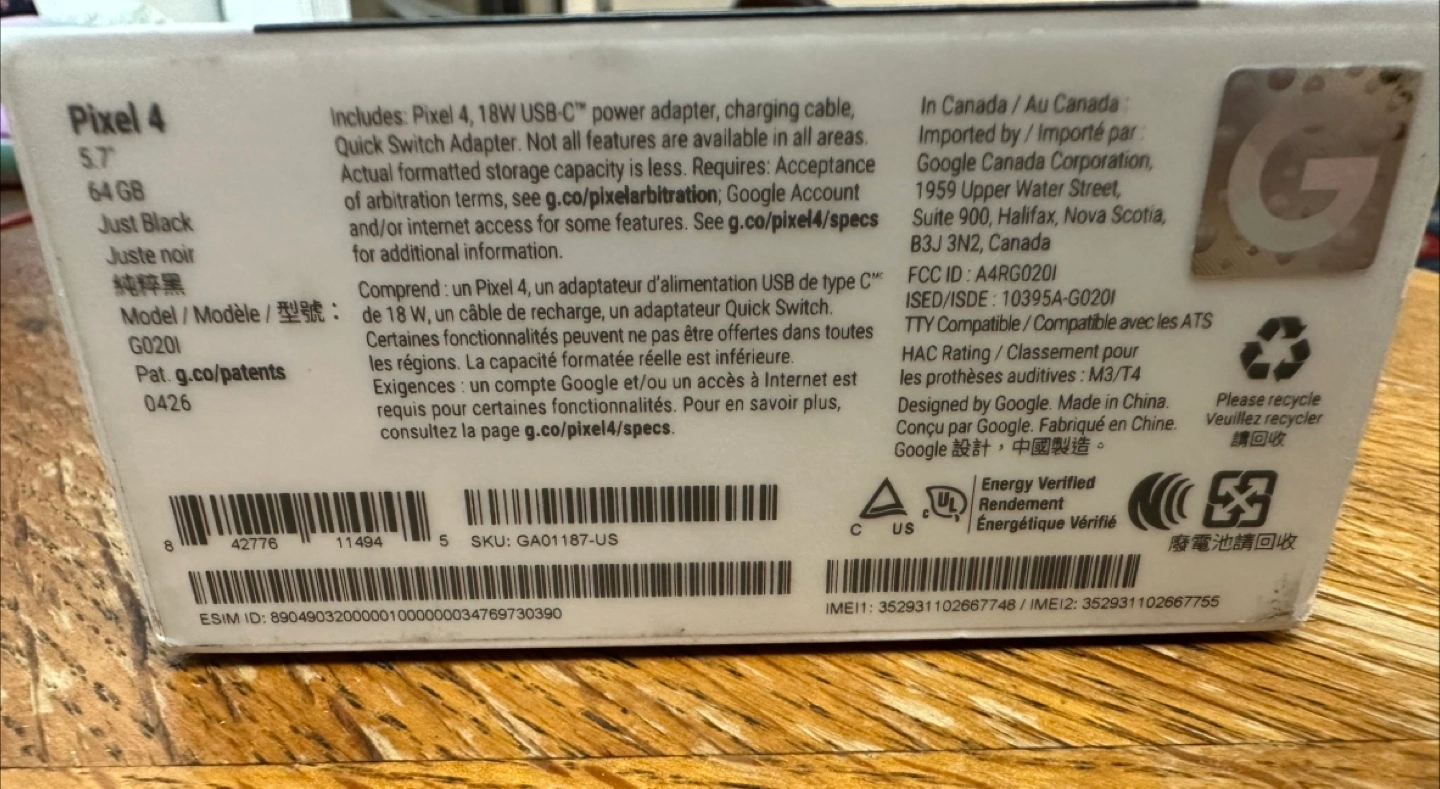 Pixel 4
5.7"
64 GB
Just Black
Juste noir
純粹黑
Model / Modèle / 型號：
G020I
Pat. g.co/patents
0426
Includes: Pixel 4, 18W USB-C™ power adapter, charging cable,
Quick Switch Adapter. Not all features are available in all areas.
Actual formatted storage capacity is less. Requires: Acceptance
of arbitration terms, see g.co/pixelarbitration; Google Account
and/or internet access for some features. See g.co/pixel4/specs
for additional information.
Comprend : un Pixel 4, un adaptateur d'alimentation USB de type C™ᶜ
de 18 W, un câble de recharge, un adaptateur Quick Switch.
Certaines fonctionnalités peuvent ne pas être offertes dans toutes
les régions. La capacité formatée réelle est inférieure.
Exigences : un compte Google et/ou un accès à Internet est
requis pour certaines fonctionnalités. Pour en savoir plus,
consultez la page g.co/pixel4/specs.
In Canada / Au Canada :
Imported by / Importé par :
Google Canada Corporation,
1959 Upper Water Street,
Suite 900, Halifax, Nova Scotia,
B3J 3N2, Canada
FCC ID : A4RG020I
ISED/ISDE : 10395A-G020I
TTY Compatible / Compatible avec les ATS
HAC Rating / Classement pour
les prothèses auditives : M3/T4
Designed by Google. Made in China.
Conçu par Google. Fabriqué en Chine.
Google 設計，中國製造。
G
Please recycle
Veuillez recycler
請回收
8 42776 11494 5
SKU: GA01187-US
C US
c UL
Energy Verified
Rendement
Énergétique Vérifié
廢電池請回收
ESIM ID: 89049032000001000000034769730390
IMEI1: 352931102667748 / IMEI2: 352931102667755